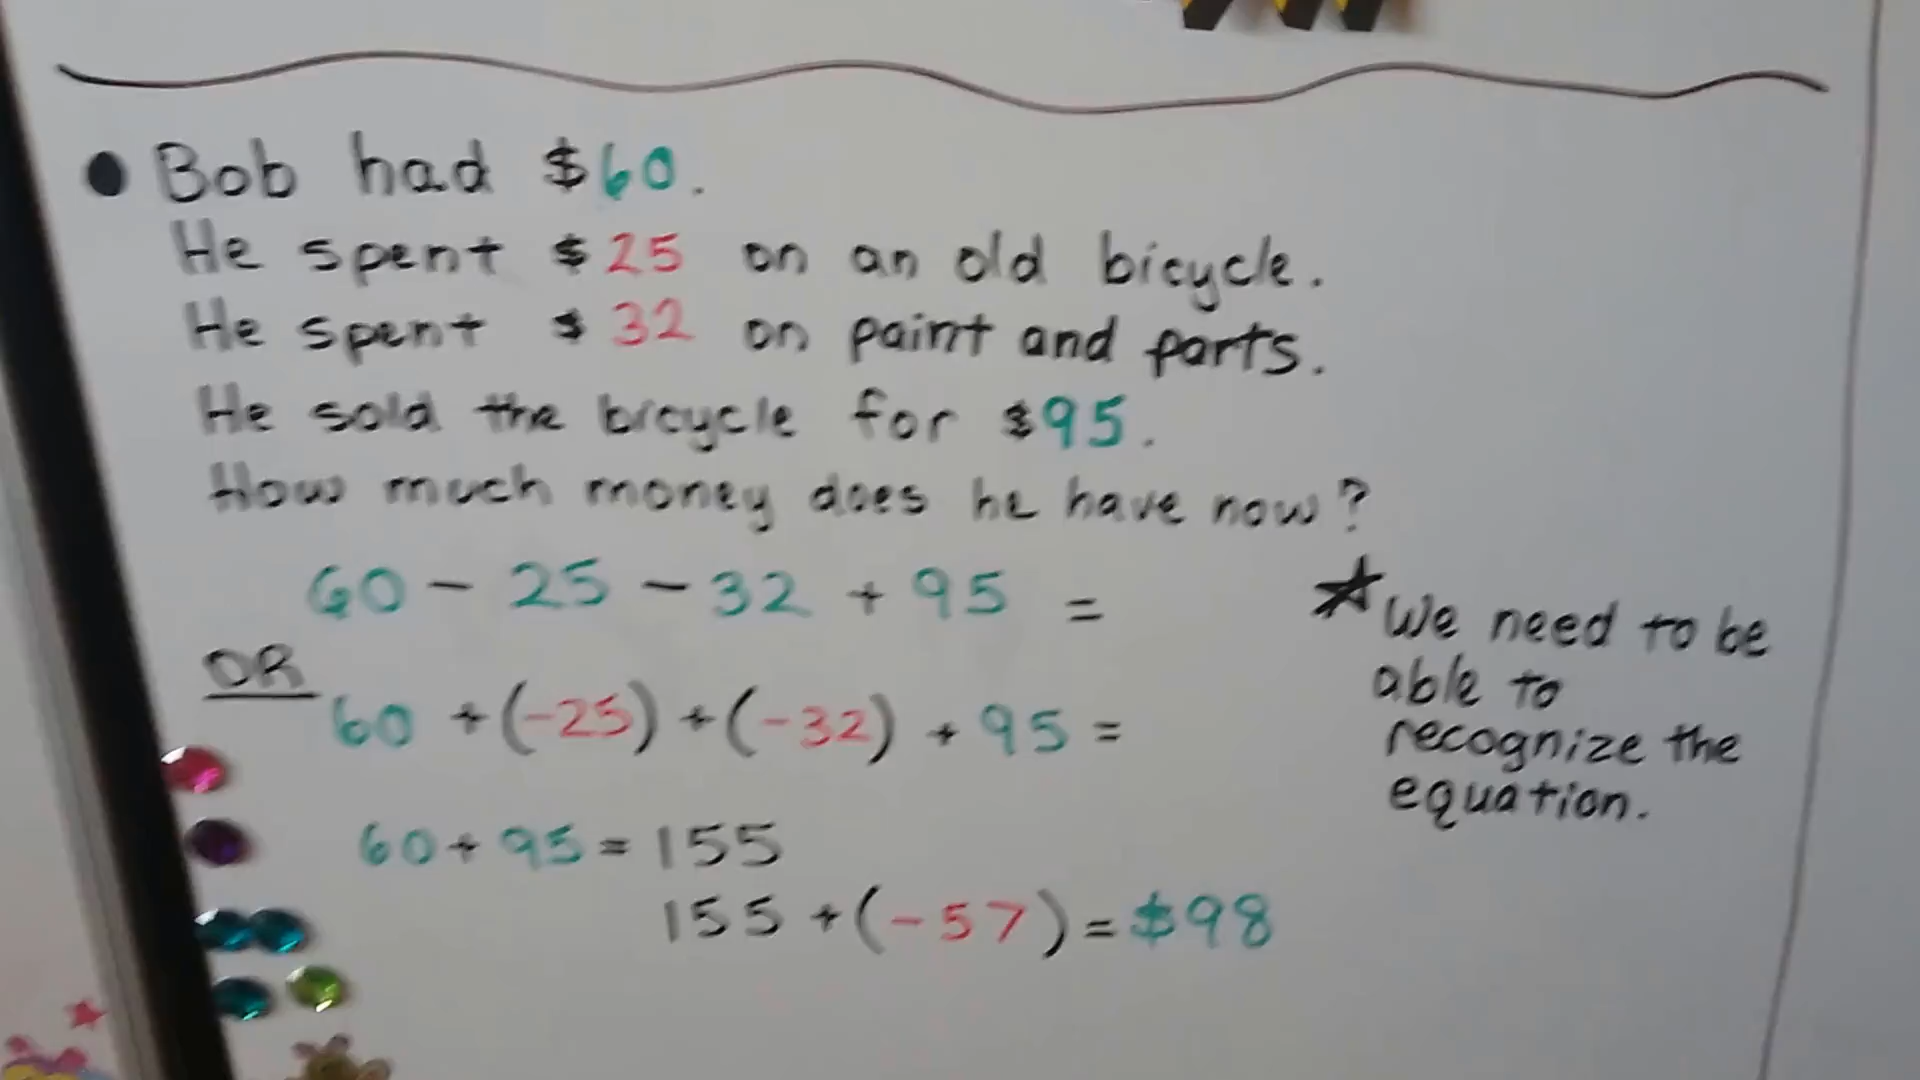 ● Bob had $60.
He spent $25 on an old bicycle.
He spent $32 on paint and parts.
He sold the bicycle for $95.
How much money does he have now?
60 - 25 - 32 + 95 =
OR
60 + (-25) + (-32) + 95 =
60 + 95 = 155
155 + (-57) = $98
★ We need to be
able to
recognize the
equation.